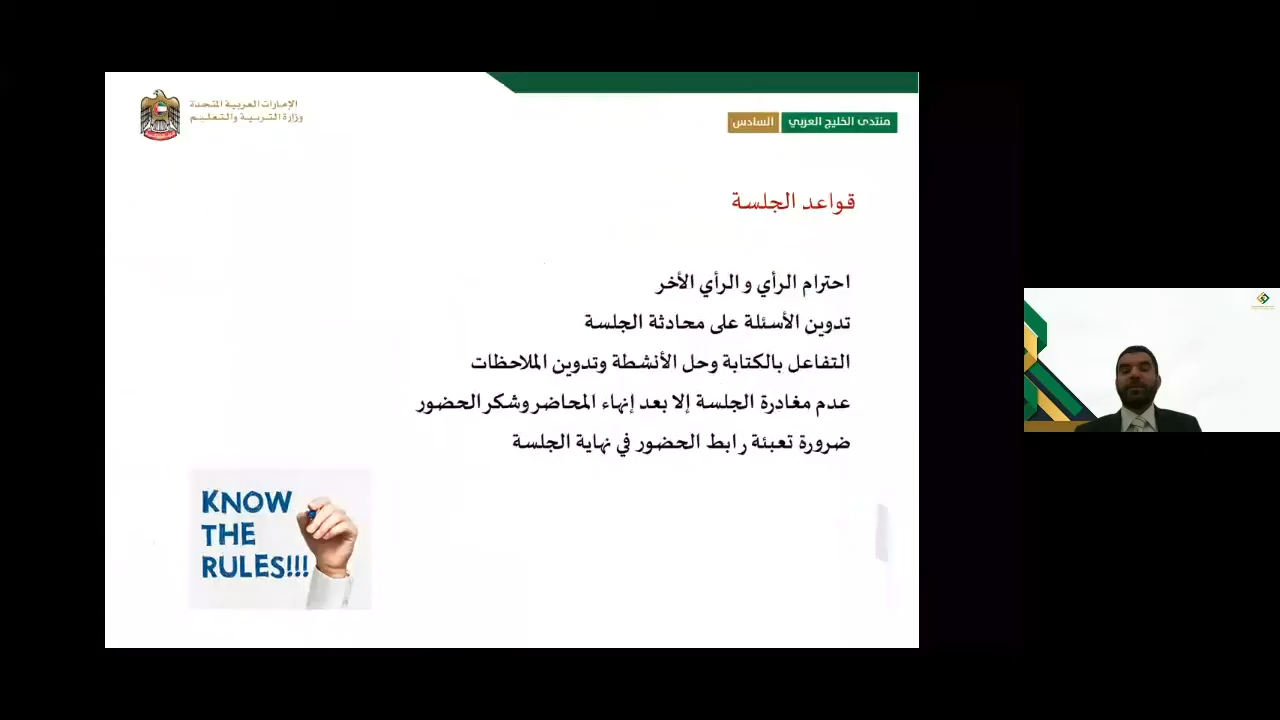 الإمارات العربية المتحدة
وزارة التربية والتعليم
منتدى الخليج العربي السادس
قواعد الجلسة
احترام الرأي و الرأي الأخر
تدوين الأسئلة على محادثة الجلسة
التفاعل بالكتابة وحل الأنشطة وتدوين الملاحظات
عدم مغادرة الجلسة إلا بعد إنهاء المحاضر وشكر الحضور
ضرورة تعبئة رابط الحضور في نهاية الجلسة
KNOW
THE
RULES!!!